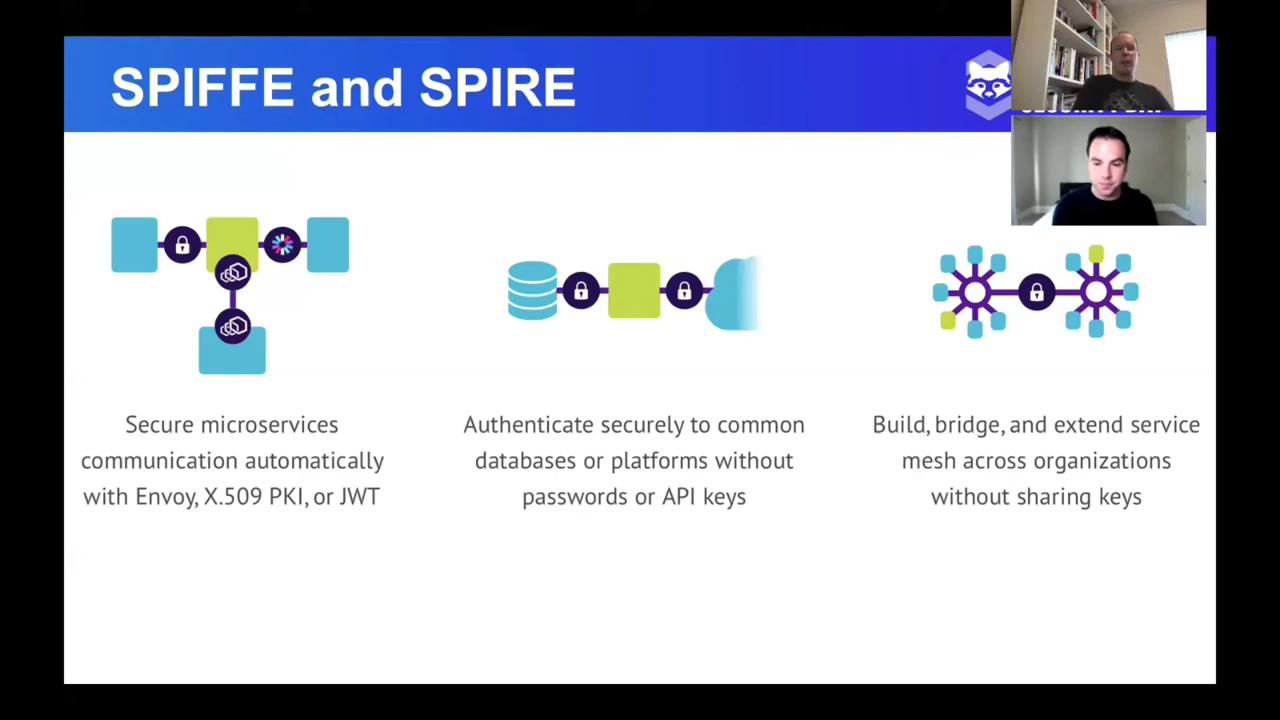 SPIFFE and SPIRE
Secure microservices
communication automatically
with Envoy, X.509 PKI, or JWT
Authenticate securely to common
databases or platforms without
passwords or API keys
Build, bridge, and extend service
mesh across organizations
without sharing keys